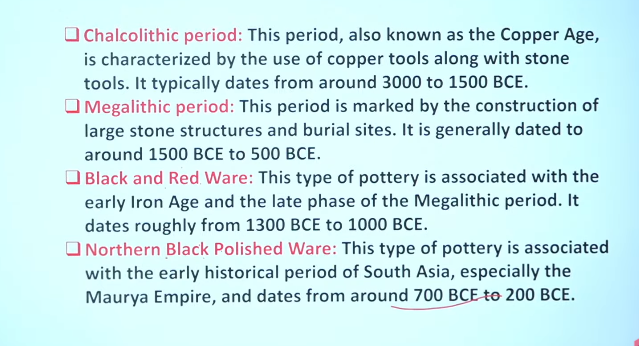 Chalcolithic period: This period, also known as the Copper Age,
is characterized by the use of copper tools along with stone
tools. It typically dates from around 3000 to 1500 BCE.
Megalithic period: This period is marked by the construction of
large stone structures and burial sites. It is generally dated to
around 1500 BCE to 500 BCE.
Black and Red Ware: This type of pottery is associated with the
early Iron Age and the late phase of the Megalithic period. It
dates roughly from 1300 BCE to 1000 BCE.
Northern Black Polished Ware: This type of pottery is associated
with the early historical period of South Asia, especially the
Maurya Empire, and dates from around 700 BCE to 200 BCE.